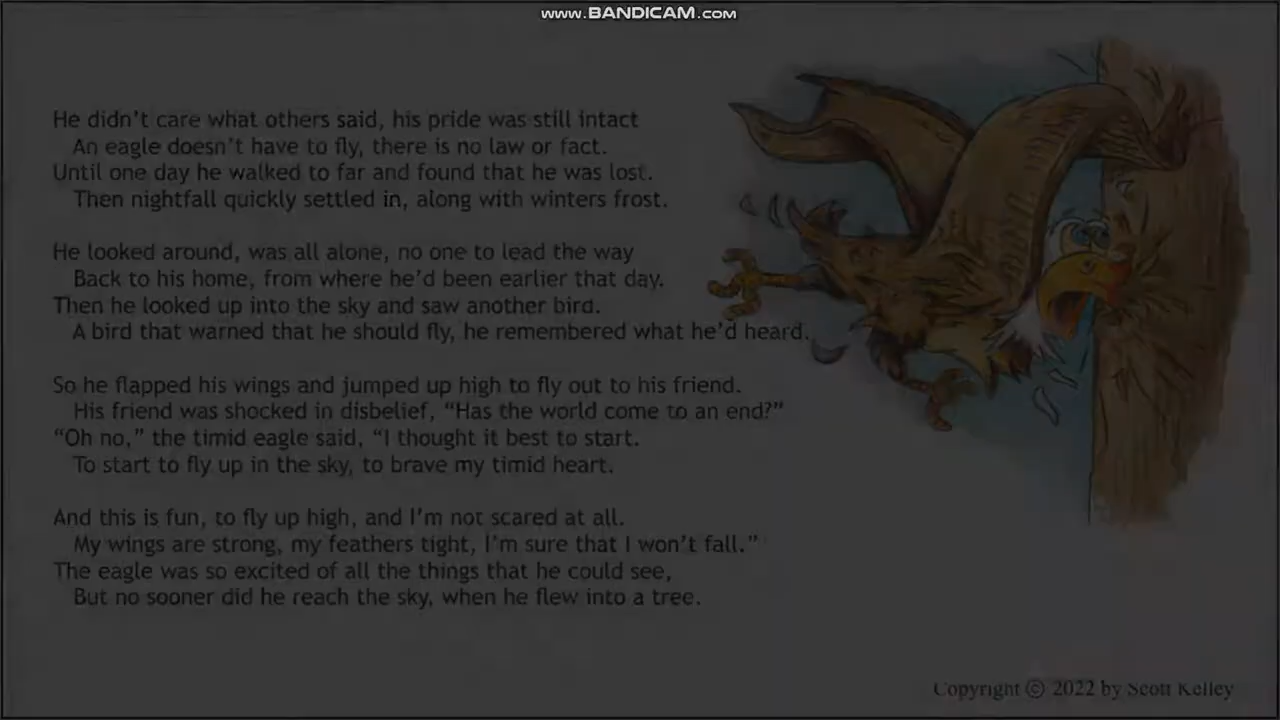 www.BANDICAM.com
He didn't care what others said, his pride was still intact
An eagle doesn't have to fly, there is no law or fact.
Until one day he walked to far and found that he was lost.
Then nightfall quickly settled in, along with winters frost.
He looked around, was all alone, no one to lead the way
Back to his home, from where he'd been earlier that day.
Then he looked up into the sky and saw another bird.
A bird that warned that he should fly, he remembered what he'd heard.
So he flapped his wings and jumped up high to fly out to his friend.
His friend was shocked in disbelief, "Has the world come to an end?"
"Oh no," the timid eagle said, "I thought it best to start.
To start to fly up in the sky, to brave my timid heart.
And this is fun, to fly up high, and I'm not scared at all.
My wings are strong, my feathers tight, I'm sure that I won't fall."
The eagle was so excited of all the things that he could see,
But no sooner did he reach the sky, when he flew into a tree.
Copyright © 2022 by Scott Kelley